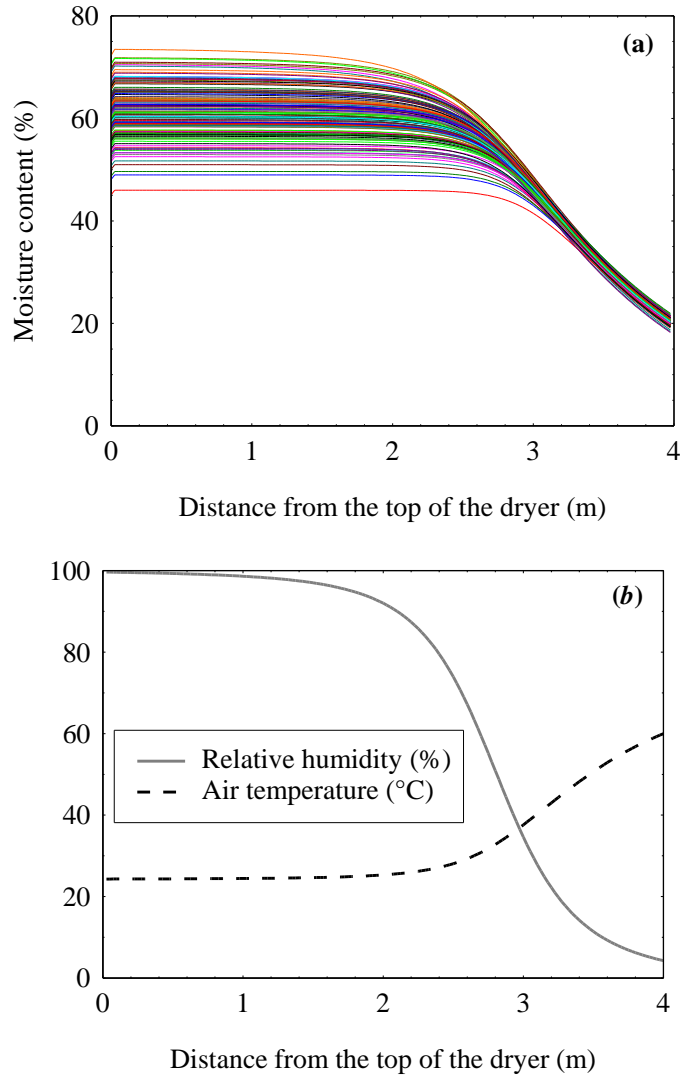 80
(a)
60
40
20
0
Moisture content (%)
0 1 2 3 4
Distance from the top of the dryer (m)
100
(b)
80
60
40
20
0
Relative humidity (%)
Air temperature (°C)
0 1 2 3 4
Distance from the top of the dryer (m)